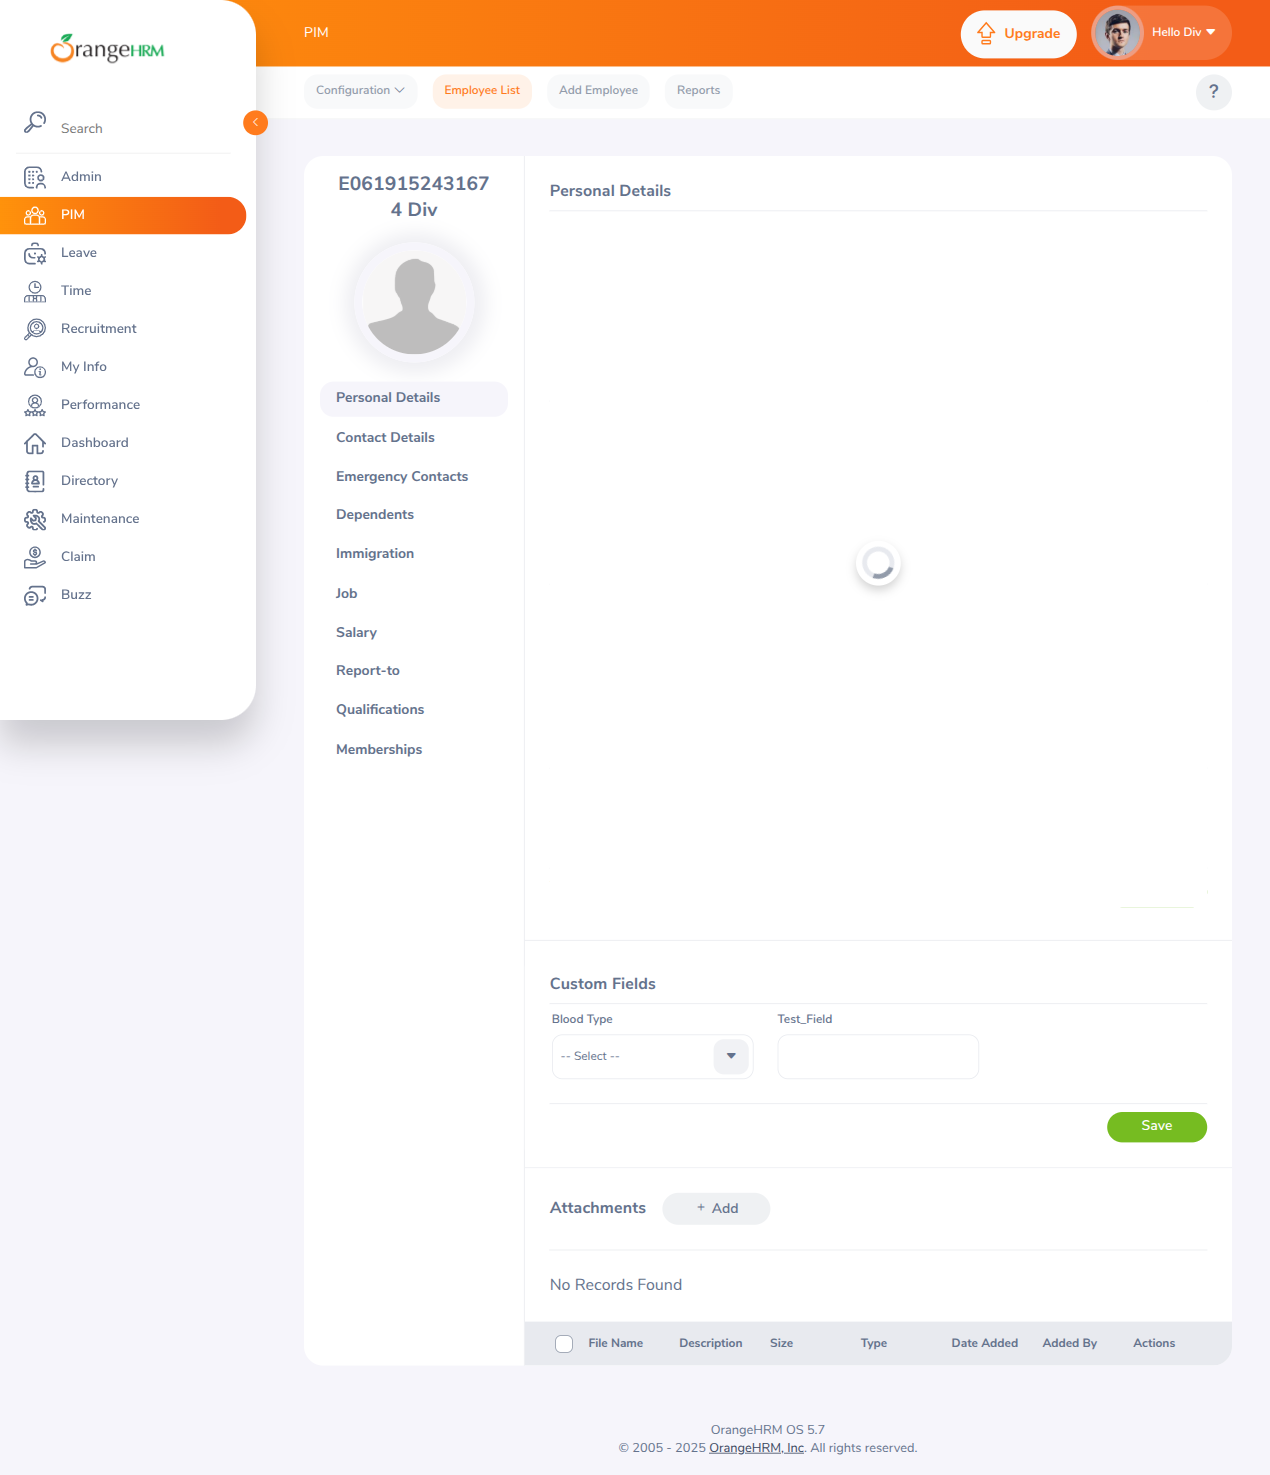 OrangeHRM
PIM
Upgrade
Hello Div
Configuration
Employee List
Add Employee
Reports
?
Search
Admin
PIM
Leave
Time
Recruitment
My Info
Performance
Dashboard
Directory
Maintenance
Claim
Buzz
E061915243167
4 Div
Personal Details
Contact Details
Emergency Contacts
Dependents
Immigration
Job
Salary
Report-to
Qualifications
Memberships
Personal Details
Custom Fields
Blood Type
Test_Field
-- Select --
Save
Attachments
+ Add
No Records Found
File Name Description Size Type Date Added Added By Actions
OrangeHRM OS 5.7
© 2005 - 2025 OrangeHRM, Inc. All rights reserved.